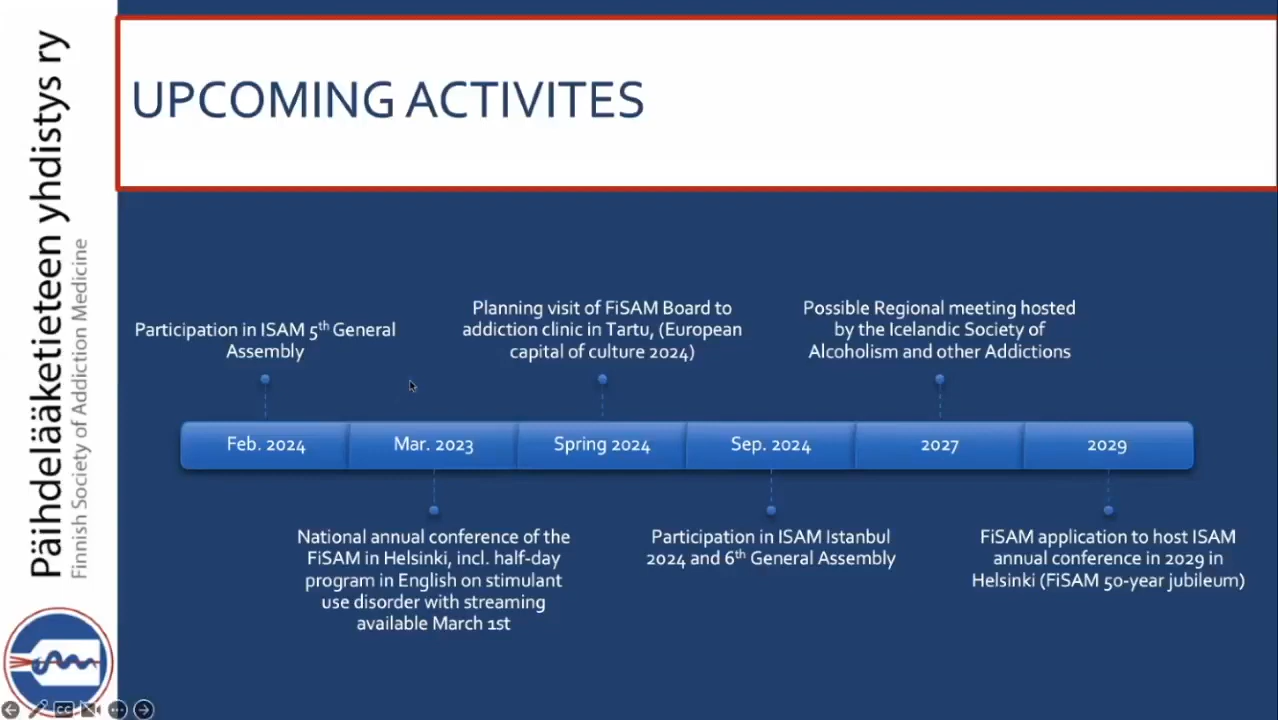 Päihdelääketieteen yhdistys ry
Finnish Society of Addiction Medicine
UPCOMING ACTIVITES
Participation in ISAM 5th General
Assembly
Planning visit of FiSAM Board to
addiction clinic in Tartu, (European
capital of culture 2024)
Possible Regional meeting hosted
by the Icelandic Society of
Alcoholism and other Addictions
Feb. 2024
Mar. 2023
Spring 2024
Sep. 2024
2027
2029
National annual conference of the
FiSAM in Helsinki, incl. half-day
program in English on stimulant
use disorder with streaming
available March 1st
Participation in ISAM Istanbul
2024 and 6th General Assembly
FiSAM application to host ISAM
annual conference in 2029 in
Helsinki (FiSAM 50-year jubileum)
CC